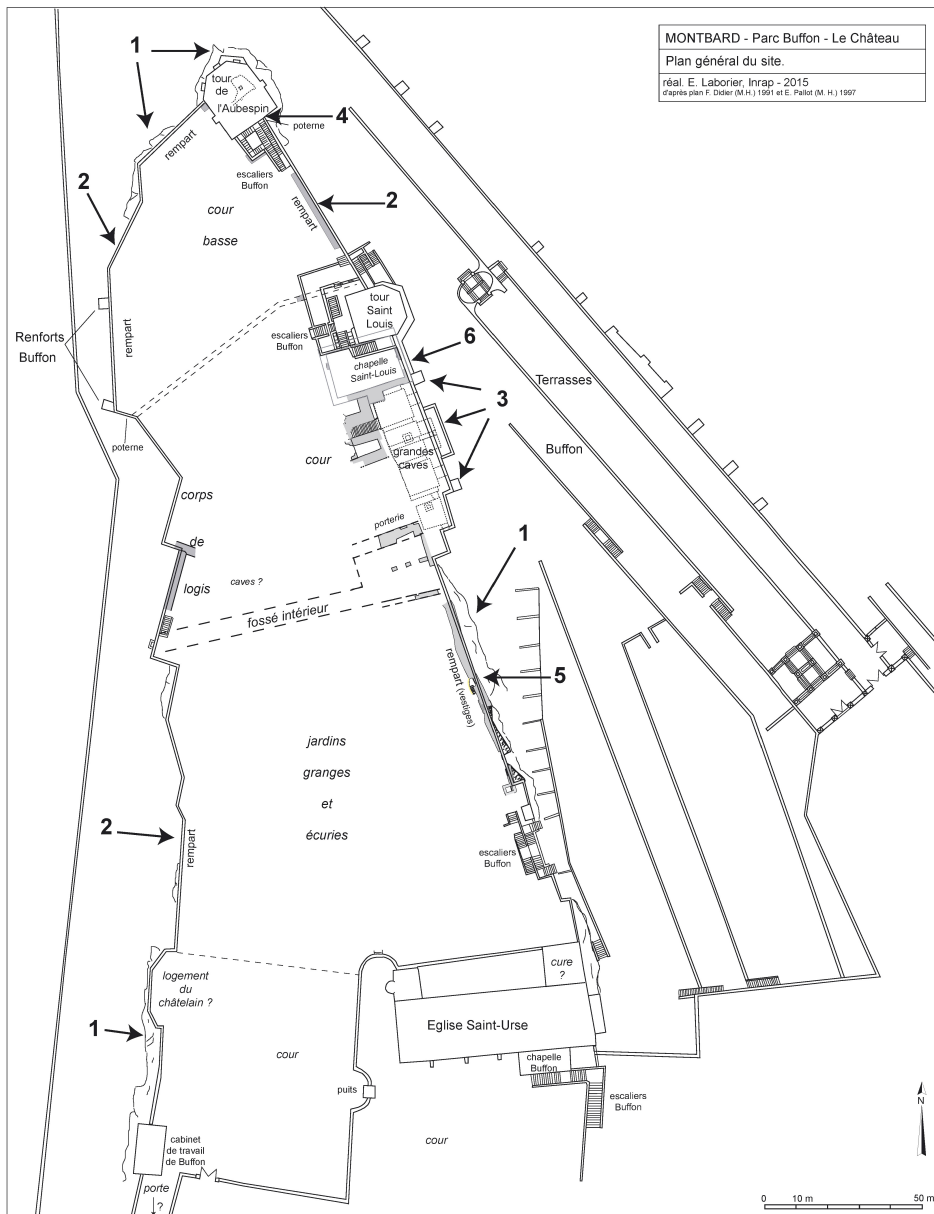 MONTBARD - Parc Buffon - Le Château
Plan général du site.
réal. E. Laborier, Inrap - 2015
d'après plan F. Didier (M.H.) 1991 et E. Pallot (M. H.) 1997
1
tour
de
l'Aubespin
1
4
poterne
rempart
escaliers
Buffon
2
2
rempart
cour
basse
tour
Saint
Louis
Renforts
Buffon
rempart
escaliers
Buffon
6
chapelle
Saint-Louis
Terrasses
3
poterne
grandes
caves
Buffon
cour
corps
porterie
1
de
caves ?
logis
fossé intérieur
rempart (vestiges)
5
jardins
granges
et
écuries
2
rempart
escaliers
Buffon
logement
du
châtelain ?
cure
?
1
Eglise Saint-Urse
cour
chapelle
Buffon
puits
escaliers
Buffon
cabinet
de travail
de Buffon
cour
porte
?
N
0 10 m 50 m